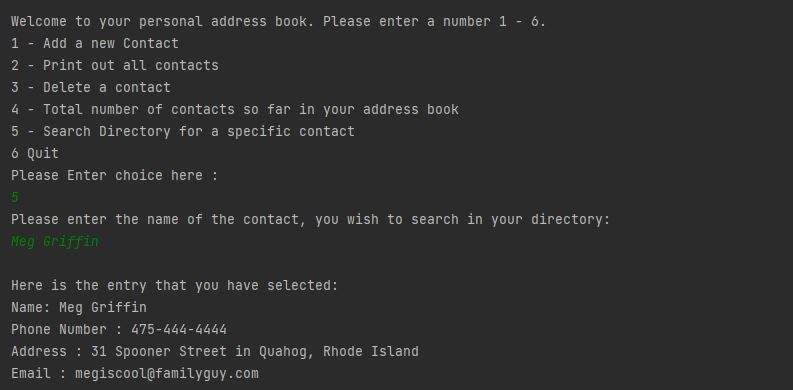 Welcome to your personal address book. Please enter a number 1 - 6.
1 - Add a new Contact
2 - Print out all contacts
3 - Delete a contact
4 - Total number of contacts so far in your address book
5 - Search Directory for a specific contact
6 Quit
Please Enter choice here :
5
Please enter the name of the contact, you wish to search in your directory:
Meg Griffin
Here is the entry that you have selected:
Name: Meg Griffin
Phone Number : 475-444-4444
Address : 31 Spooner Street in Quahog, Rhode Island
Email : megiscool@familyguy.com